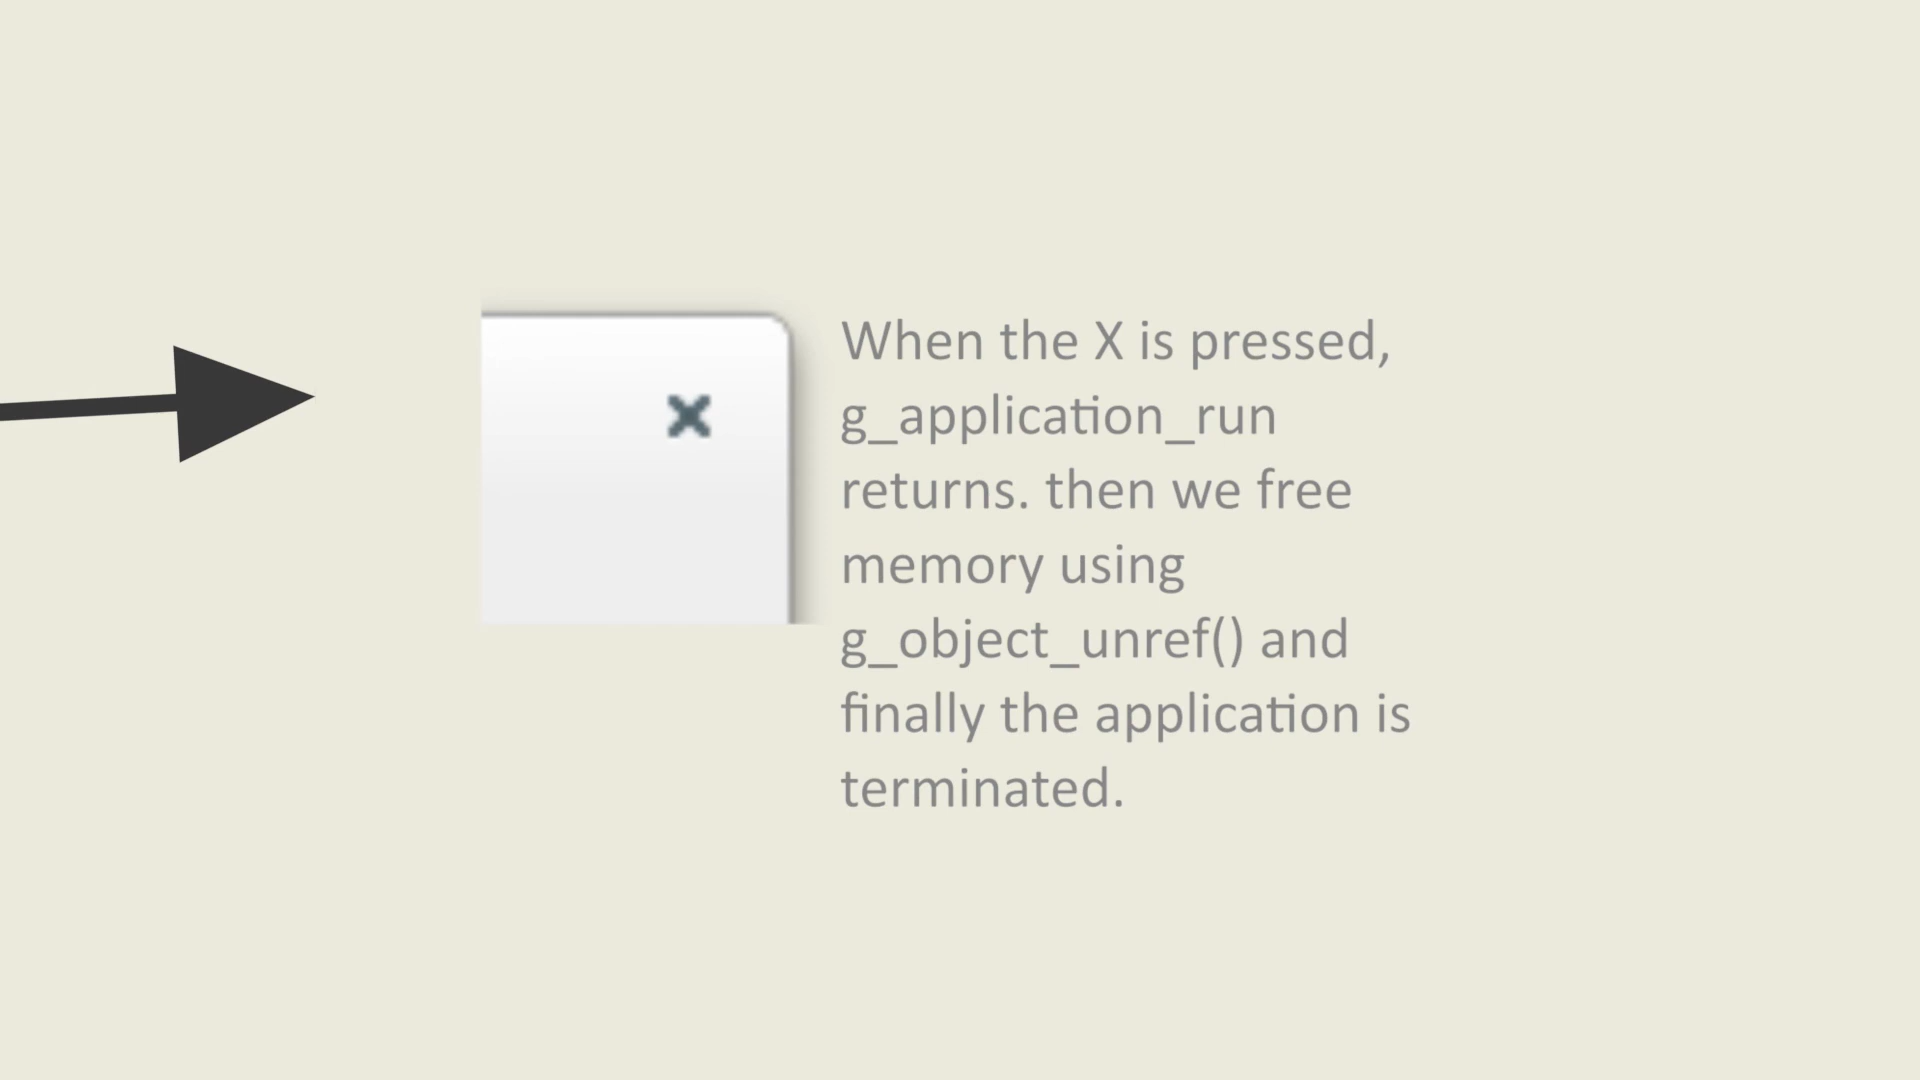 When the X is pressed,
g_application_run
returns. then we free
memory using
g_object_unref() and
finally the application is
terminated.